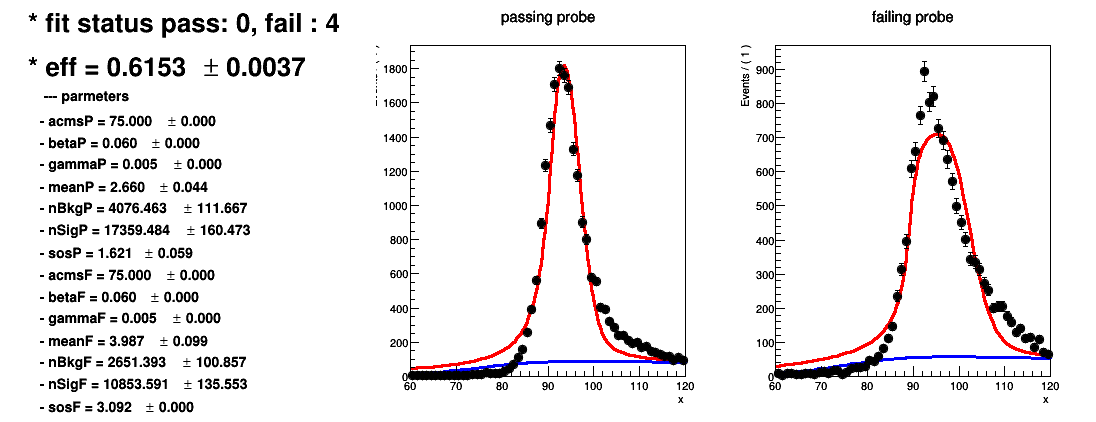 * fit status pass: 0, fail : 4
* eff = 0.6153 ± 0.0037
--- parmeters
- acmsP = 75.000 ± 0.000
- betaP = 0.060 ± 0.000
- gammaP = 0.005 ± 0.000
- meanP = 2.660 ± 0.044
- nBkgP = 4076.463 ± 111.667
- nSigP = 17359.484 ± 160.473
- sosP = 1.621 ± 0.059
- acmsF = 75.000 ± 0.000
- betaF = 0.060 ± 0.000
- gammaF = 0.005 ± 0.000
- meanF = 3.987 ± 0.099
- nBkgF = 2651.393 ± 100.857
- nSigF = 10853.591 ± 135.553
- sosF = 3.092 ± 0.000
passing probe
1800
1600
1400
1200
1000
800
600
400
200
0
60 70 80 90 100 110 120
x
failing probe
Events / ( 1 )
900
800
700
600
500
400
300
200
100
0
60 70 80 90 100 110 120
x